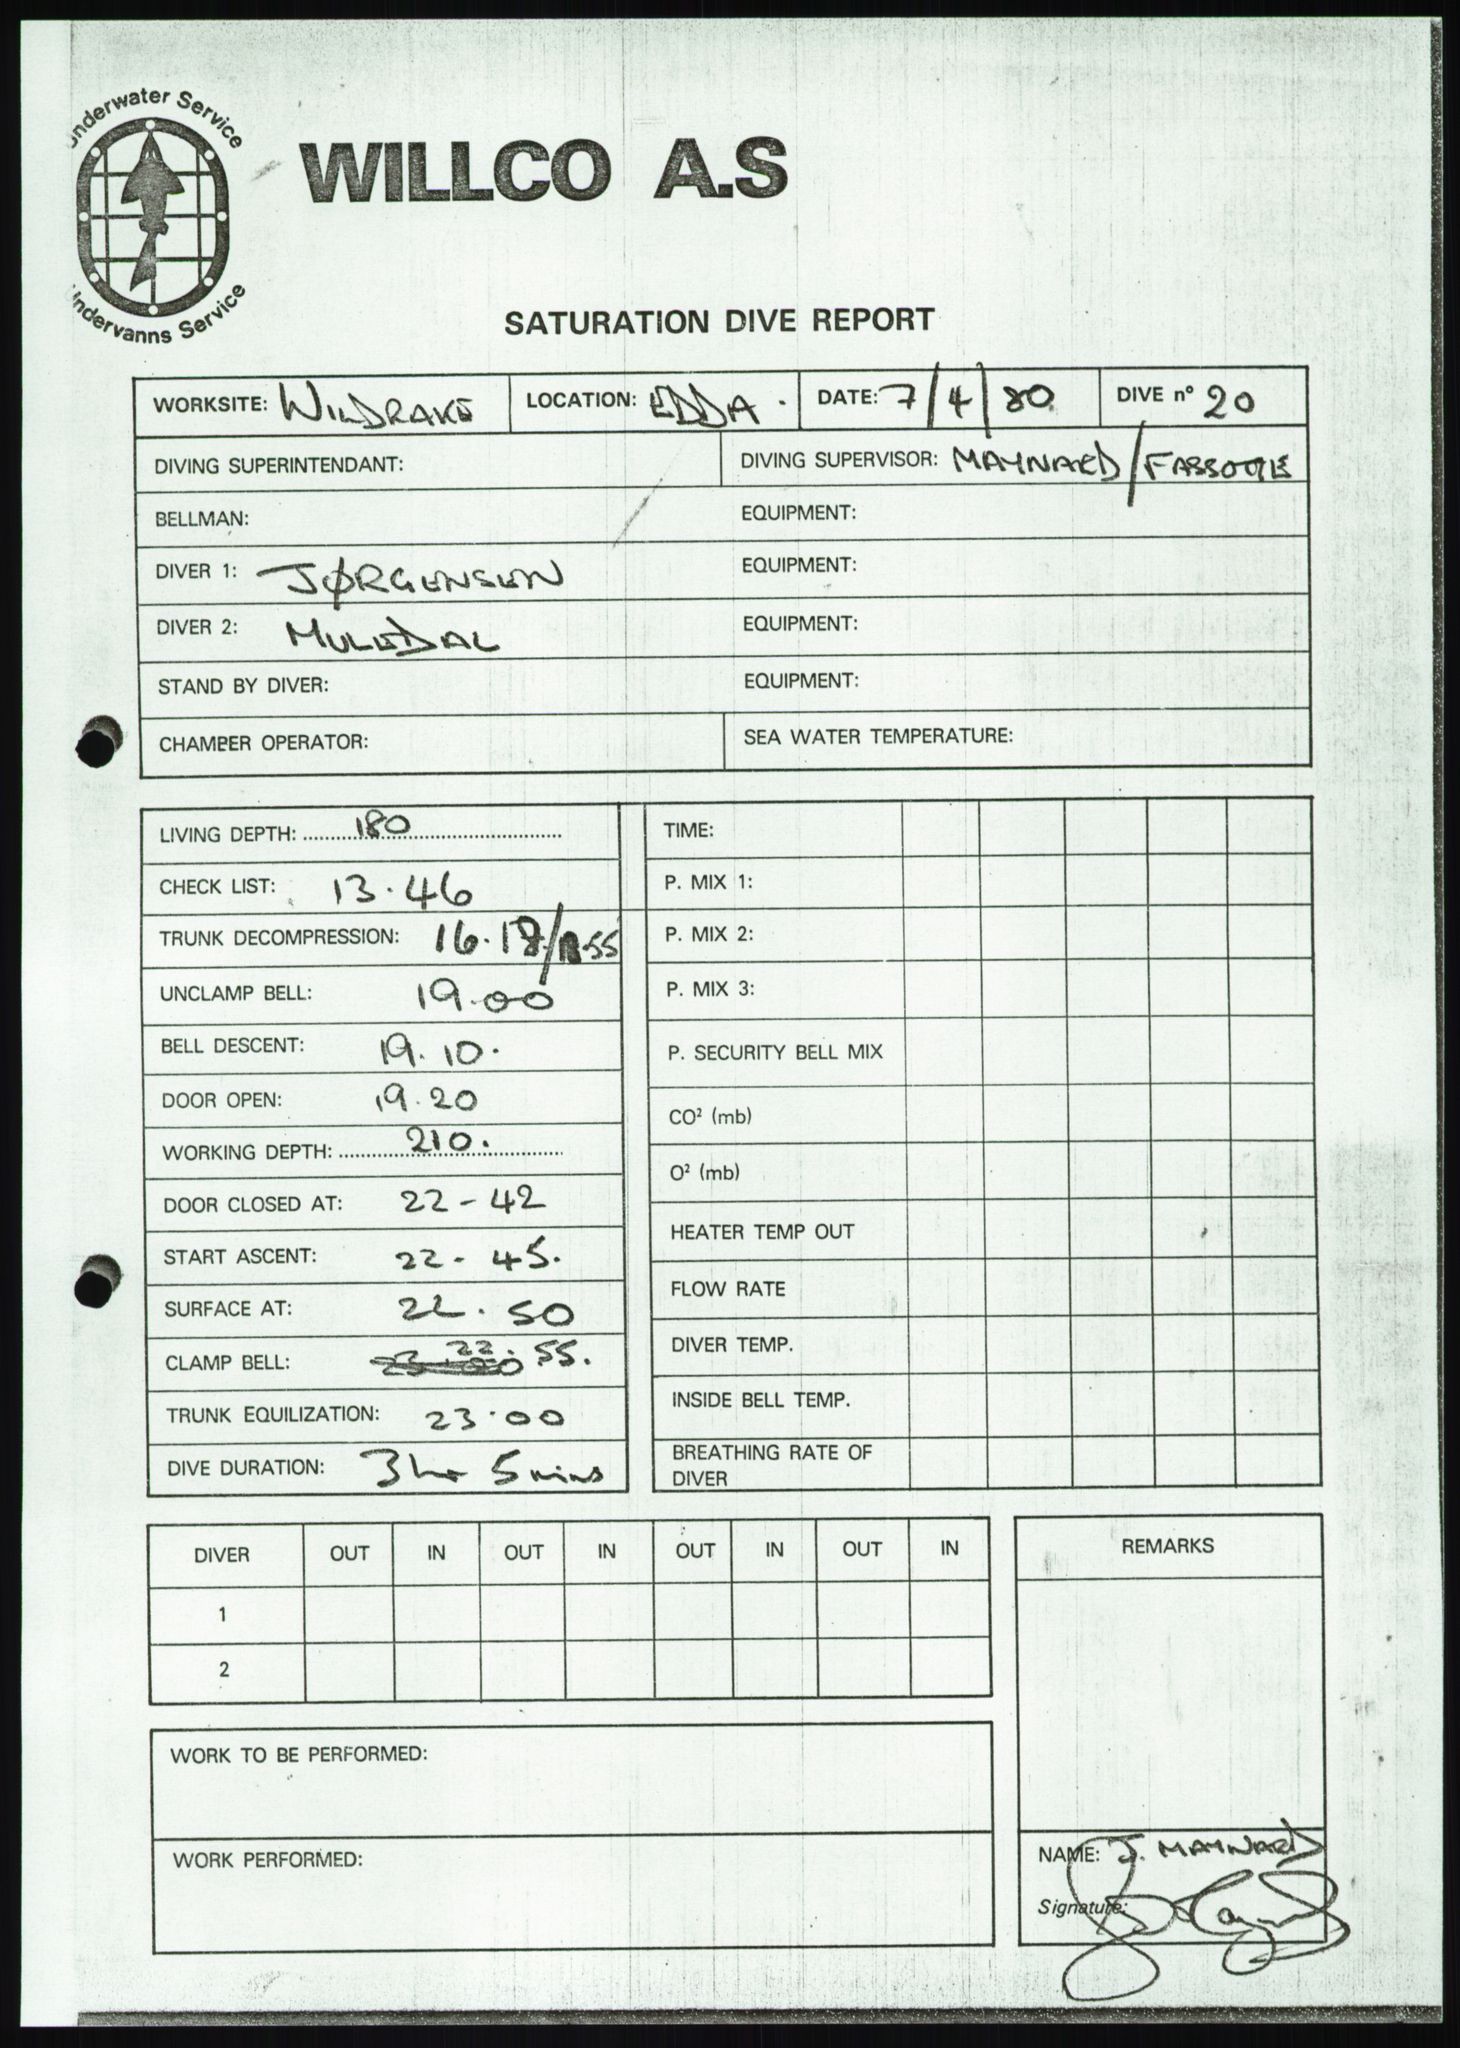 Underwater Service
WILLCO A.S
Undervanns Service
SATURATION DIVE REPORT
WORKSITE: WILDRAKE LOCATION: EDDA. DATE: 7/4/80 DIVE n° 20
DIVING SUPERINTENDANT: DIVING SUPERVISOR: MAYNARD/
BELLMAN: EQUIPMENT:
DIVER 1: JØRGENSEN EQUIPMENT:
DIVER 2: MULEDAL EQUIPMENT:
STAND BY DIVER: EQUIPMENT:
CHAMBER OPERATOR: SEA WATER TEMPERATURE:
LIVING DEPTH: 180
CHECK LIST: 13.46
TRUNK DECOMPRESSION:
UNCLAMP BELL: 19.00
BELL DESCENT: 19.10.
DOOR OPEN: 19.20
WORKING DEPTH: 210.
DOOR CLOSED AT: 22-42
START ASCENT: 22-45.
SURFACE AT: 22.50
CLAMP BELL: 22.55.
TRUNK EQUILIZATION: 23.00
DIVE DURATION: 3 hr 5 mins
TIME:
P. MIX 1:
P. MIX 2:
P. MIX 3:
P. SECURITY BELL MIX
CO² (mb)
O² (mb)
HEATER TEMP OUT
FLOW RATE
DIVER TEMP.
INSIDE BELL TEMP.
BREATHING RATE OF
DIVER
DIVER OUT IN OUT IN OUT IN OUT IN
1
2
REMARKS
WORK TO BE PERFORMED:
WORK PERFORMED:
NAME: J. MAYNARD
Signature: